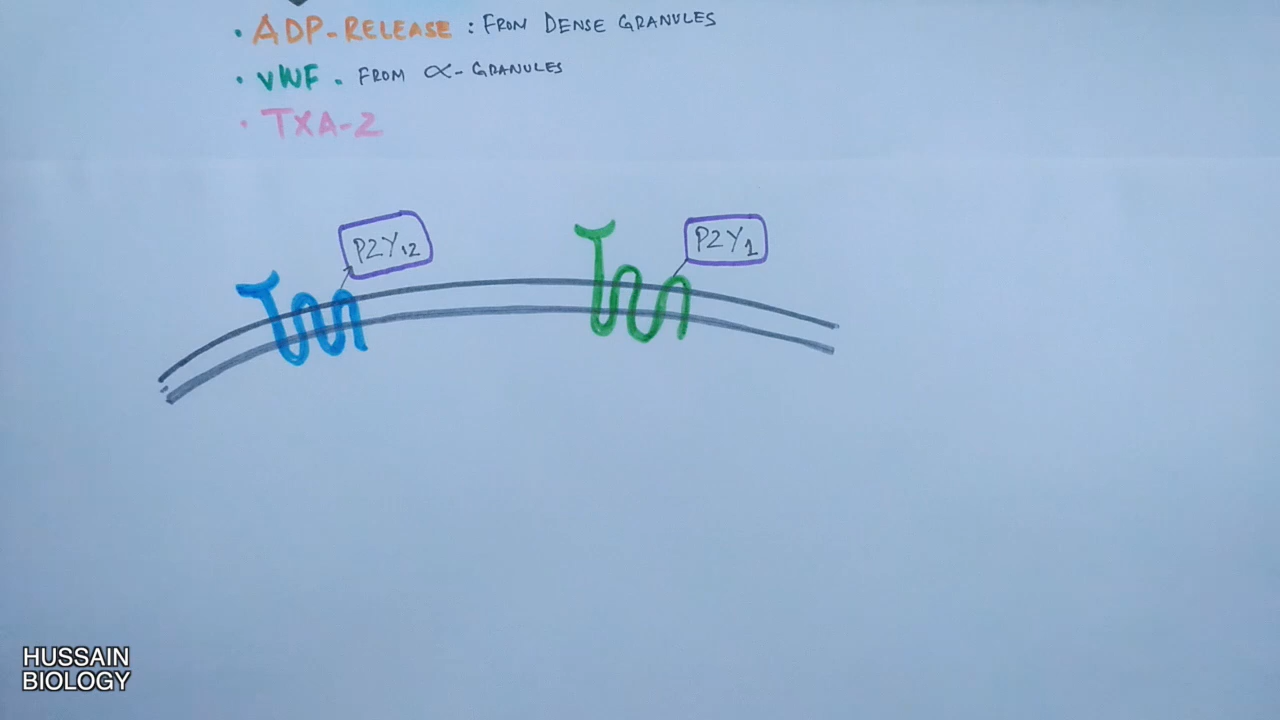 • ADP-RELEASE : FROM DENSE GRANULES
• VWF . FROM ∝- GRANULES
• TXA-2
P2Y12
P2Y1
HUSSAIN
BIOLOGY